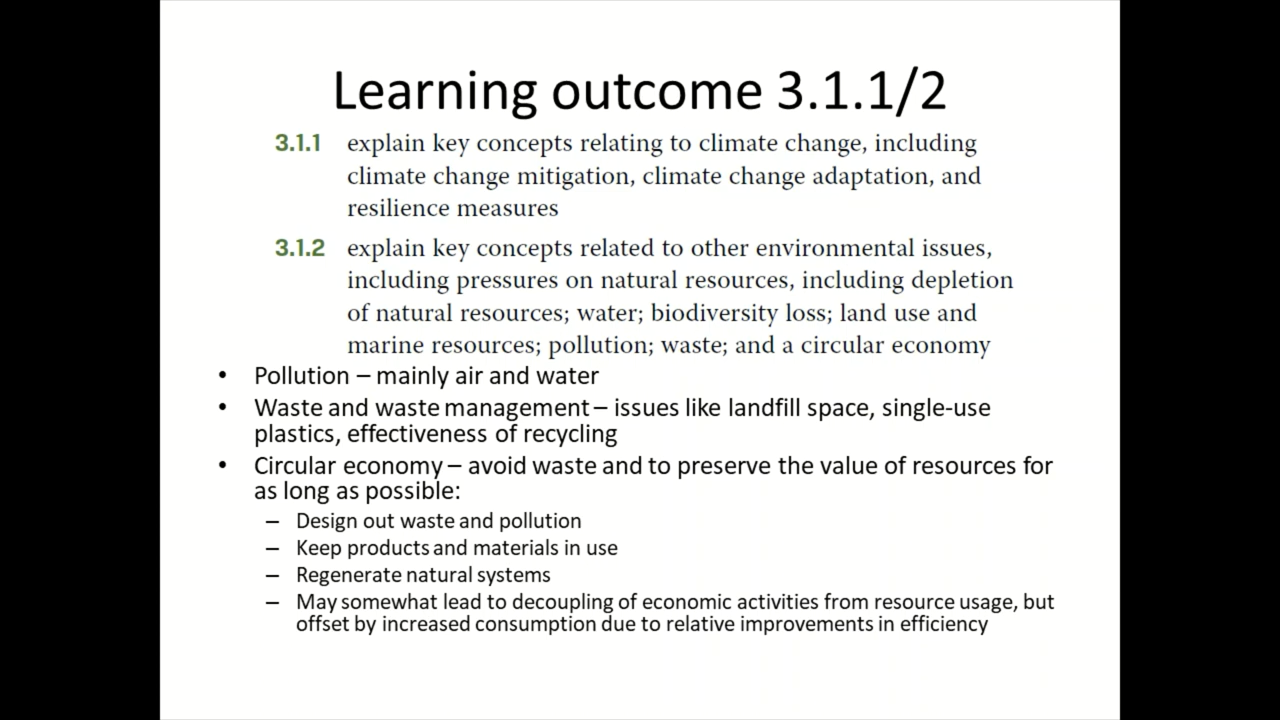 Learning outcome 3.1.1/2
3.1.1 explain key concepts relating to climate change, including
climate change mitigation, climate change adaptation, and
resilience measures
3.1.2 explain key concepts related to other environmental issues,
including pressures on natural resources, including depletion
of natural resources; water; biodiversity loss; land use and
marine resources; pollution; waste; and a circular economy
• Pollution – mainly air and water
• Waste and waste management – issues like landfill space, single-use
plastics, effectiveness of recycling
• Circular economy – avoid waste and to preserve the value of resources for
as long as possible:
– Design out waste and pollution
– Keep products and materials in use
– Regenerate natural systems
– May somewhat lead to decoupling of economic activities from resource usage, but
offset by increased consumption due to relative improvements in efficiency